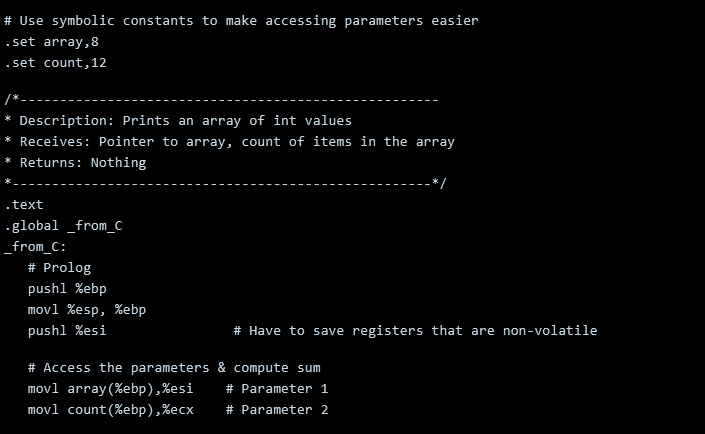 # Use symbolic constants to make accessing parameters easier
.set array,8
.set count,12
/*-----------------------------------------------------
* Description: Prints an array of int values
* Receives: Pointer to array, count of items in the array
* Returns: Nothing
*-----------------------------------------------------*/
.text
.global _from_C
_from_C:
   # Prolog
   pushl %ebp
   movl %esp, %ebp
   pushl %esi                # Have to save registers that are non-volatile
   # Access the parameters & compute sum
   movl array(%ebp),%esi    # Parameter 1
   movl count(%ebp),%ecx    # Parameter 2